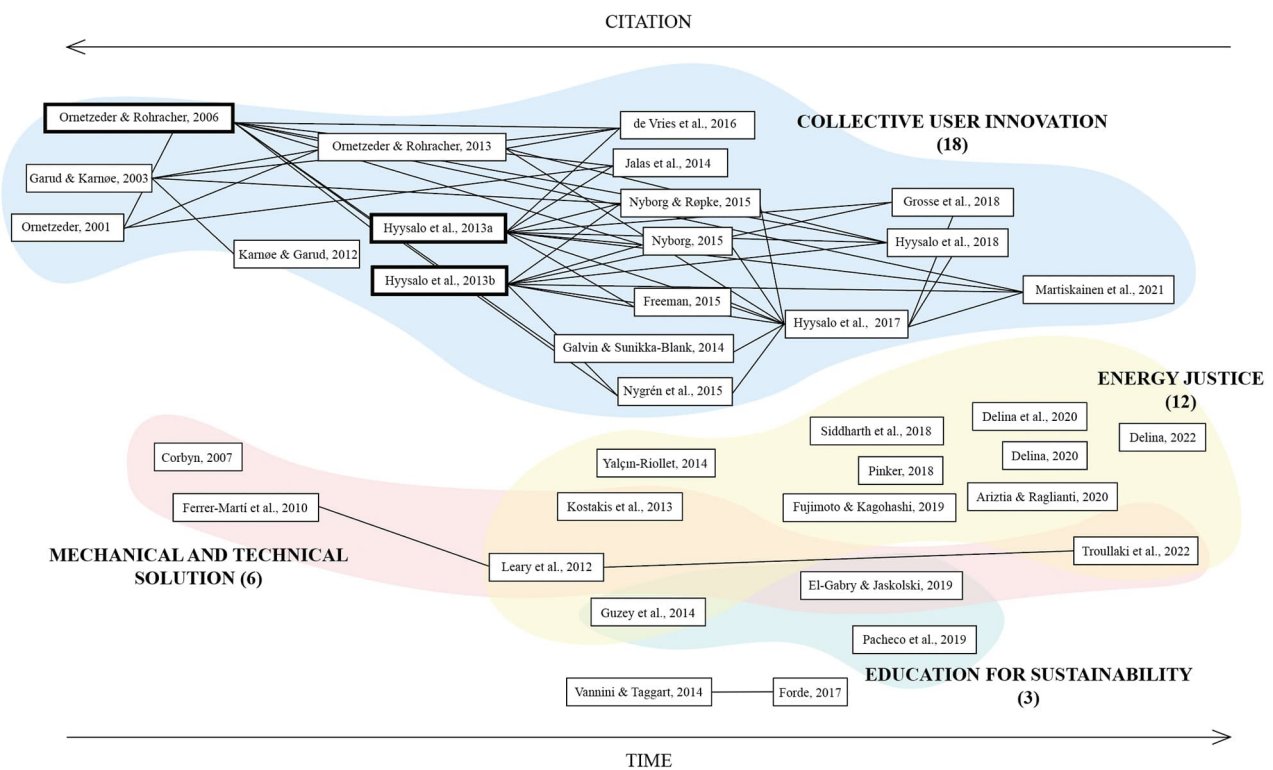 CITATION
Ornetzeder & Rohracher, 2006
de Vries et al., 2016
COLLECTIVE USER INNOVATION
(18)
Ornetzeder & Rohracher, 2013
Jalas et al., 2014
Garud & Karnøe, 2003
Nyborg & Røpke, 2015
Grosse et al., 2018
Ornetzeder, 2001
Hyysalo et al., 2013a
Nyborg, 2015
Hyysalo et al., 2018
Karnøe & Garud, 2012
Hyysalo et al., 2013b
Martiskainen et al., 2021
Freeman, 2015
Hyysalo et al., 2017
Galvin & Sunikka-Blank, 2014
Nygrén et al., 2015
ENERGY JUSTICE
(12)
Delina et al., 2020
Siddharth et al., 2018
Delina, 2022
Corbyn, 2007
Yalçın-Riollet, 2014
Delina, 2020
Pinker, 2018
Ferrer-Martí et al., 2010
Kostakis et al., 2013
Fujimoto & Kagohashi, 2019
Ariztia & Raglianti, 2020
MECHANICAL AND TECHNICAL
SOLUTION (6)
Leary et al., 2012
Troullaki et al., 2022
El-Gabry & Jaskolski, 2019
Guzey et al., 2014
Pacheco et al., 2019
EDUCATION FOR SUSTAINABILITY
(3)
Vannini & Taggart, 2014
Forde, 2017
TIME